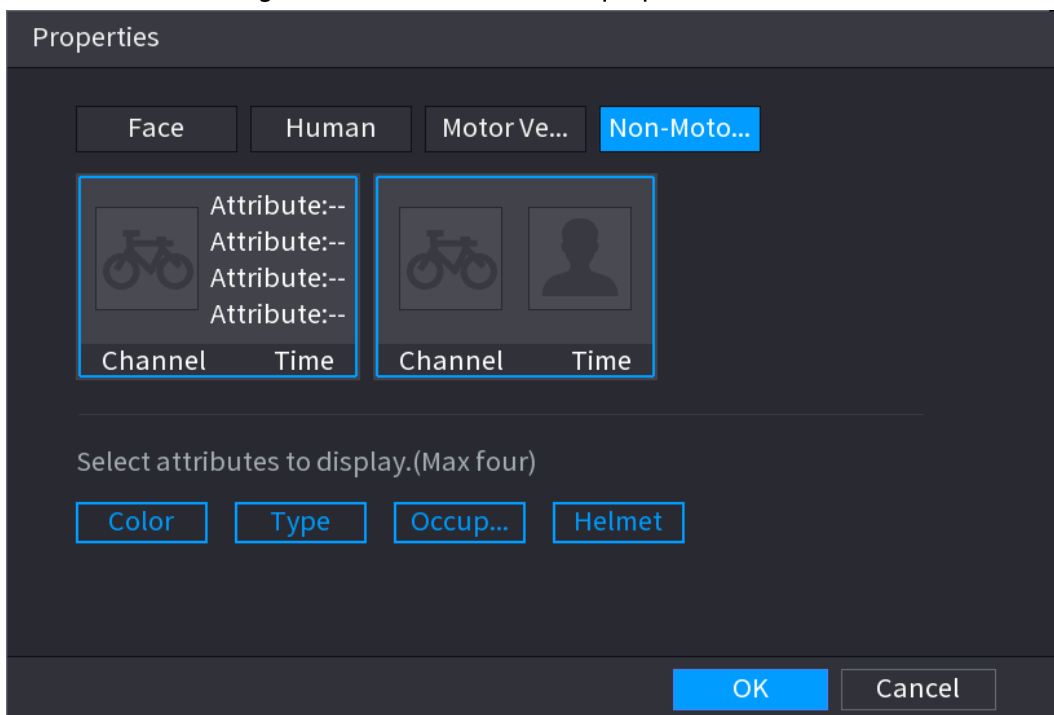 Properties
Face Human Motor Ve... Non-Moto...
Attribute:--
Attribute:--
Attribute:--
Attribute:--
Channel Time Channel Time
Select attributes to display.(Max four)
Color Type Occup... Helmet
OK Cancel